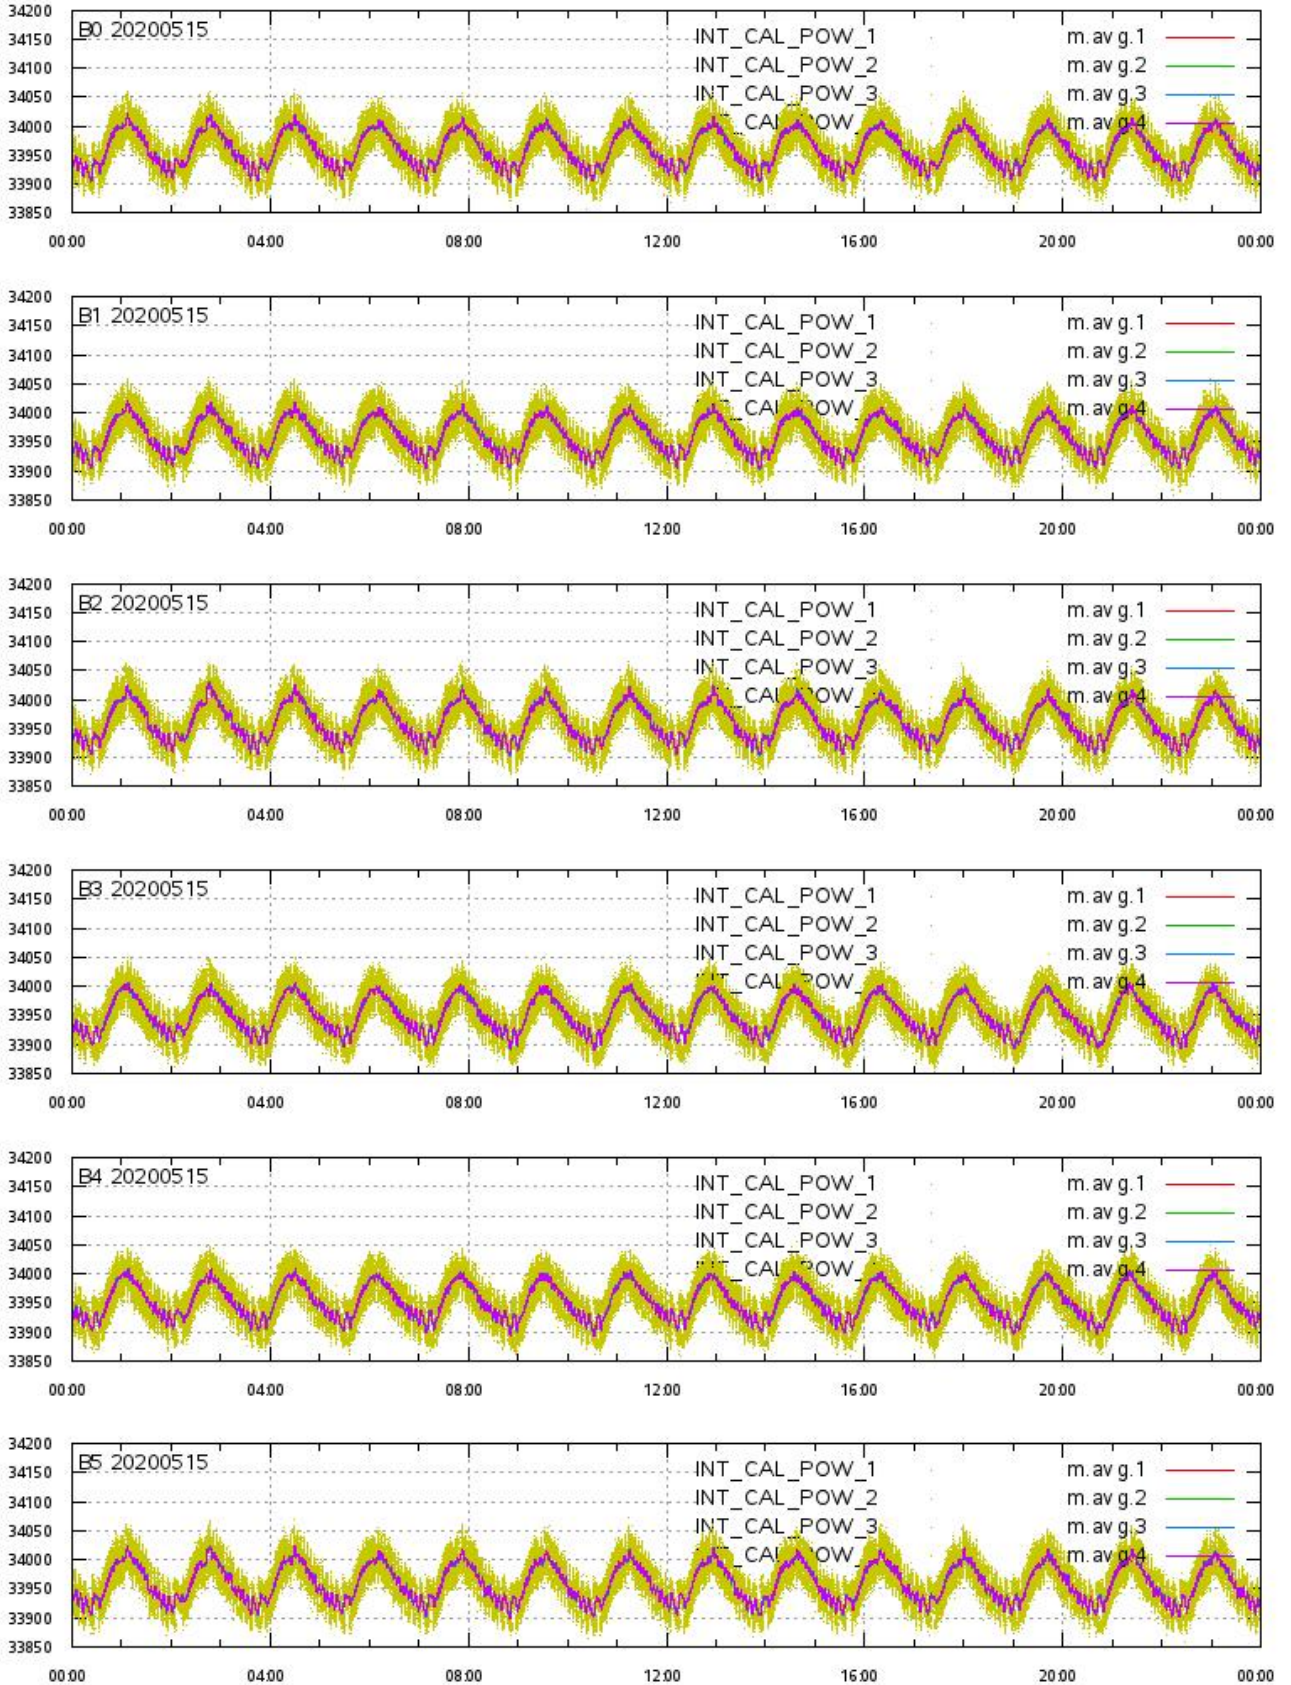 34200
B0 20200515 INT_CAL_POW_1 m.avg.1
34150
INT_CAL_POW_2 m.avg.2
34100
INT_CAL_POW_3 m.avg.3
34050
_CAL_POW_ m.avg.4
34000
33950
33900
33850
00:00 04:00 08:00 12:00 16:00 20:00 00:00
34200
B1 20200515 INT_CAL_POW_1 m.avg.1
34150
INT_CAL_POW_2 m.avg.2
34100
INT_CAL_POW_3 m.avg.3
34050
_CAL_POW_ m.avg.4
34000
33950
33900
33850
00:00 04:00 08:00 12:00 16:00 20:00 00:00
34200
B2 20200515 INT_CAL_POW_1 m.avg.1
34150
INT_CAL_POW_2 m.avg.2
34100
INT_CAL_POW_3 m.avg.3
34050
_CAL_POW_ m.avg.4
34000
33950
33900
33850
00:00 04:00 08:00 12:00 16:00 20:00 00:00
34200
B3 20200515 INT_CAL_POW_1 m.avg.1
34150
INT_CAL_POW_2 m.avg.2
34100
INT_CAL_POW_3 m.avg.3
34050
_CAL_POW_ m.avg.4
34000
33950
33900
33850
00:00 04:00 08:00 12:00 16:00 20:00 00:00
34200
B4 20200515 INT_CAL_POW_1 m.avg.1
34150
INT_CAL_POW_2 m.avg.2
34100
INT_CAL_POW_3 m.avg.3
34050
_CAL_POW_ m.avg.4
34000
33950
33900
33850
00:00 04:00 08:00 12:00 16:00 20:00 00:00
34200
B5 20200515 INT_CAL_POW_1 m.avg.1
34150
INT_CAL_POW_2 m.avg.2
34100
INT_CAL_POW_3 m.avg.3
34050
_CAL_POW_ m.avg.4
34000
33950
33900
33850
00:00 04:00 08:00 12:00 16:00 20:00 00:00